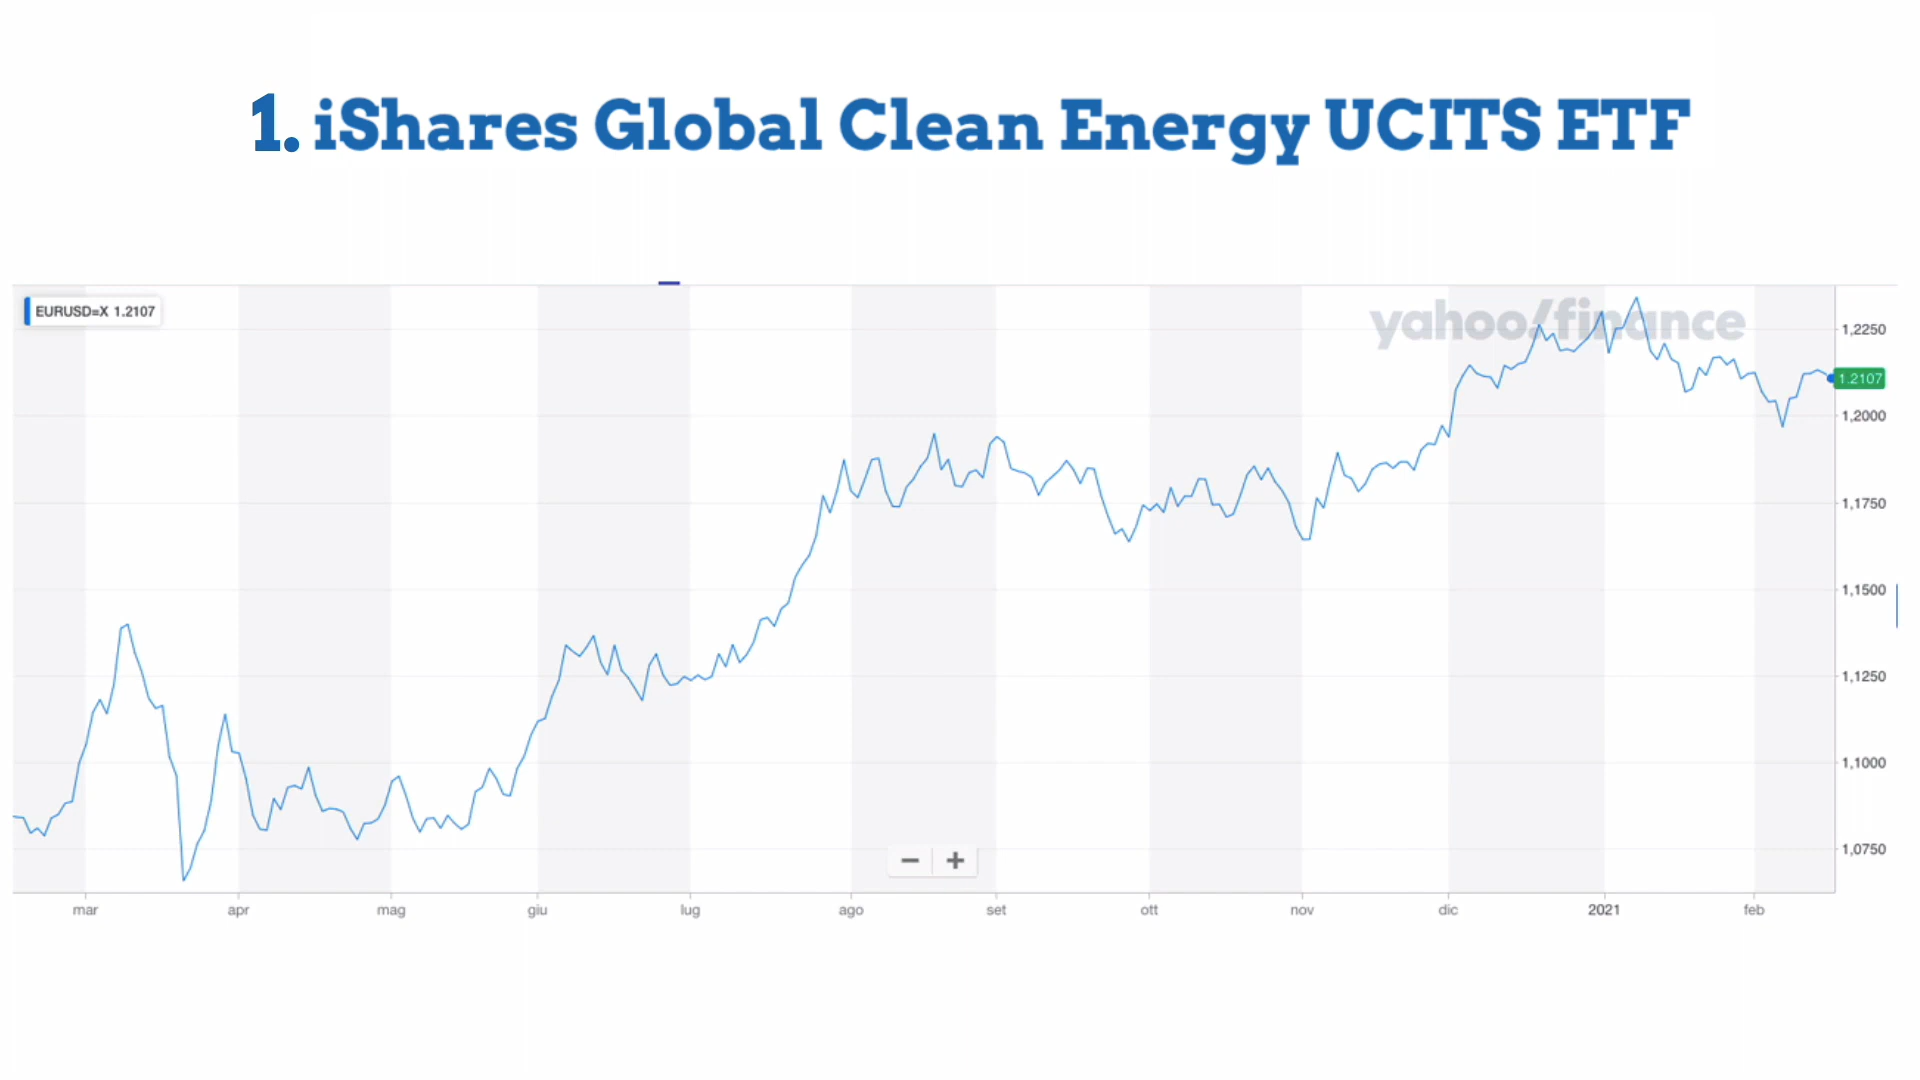 1. iShares Global Clean Energy UCITS ETF
EURUSD=X 1.2107
yahoo!finance
1,2250
1.2107
1,2000
1,1750
1,1500
1,1250
1,1000
1,0750
− +
mar apr mag giu lug ago set ott nov dic 2021 feb